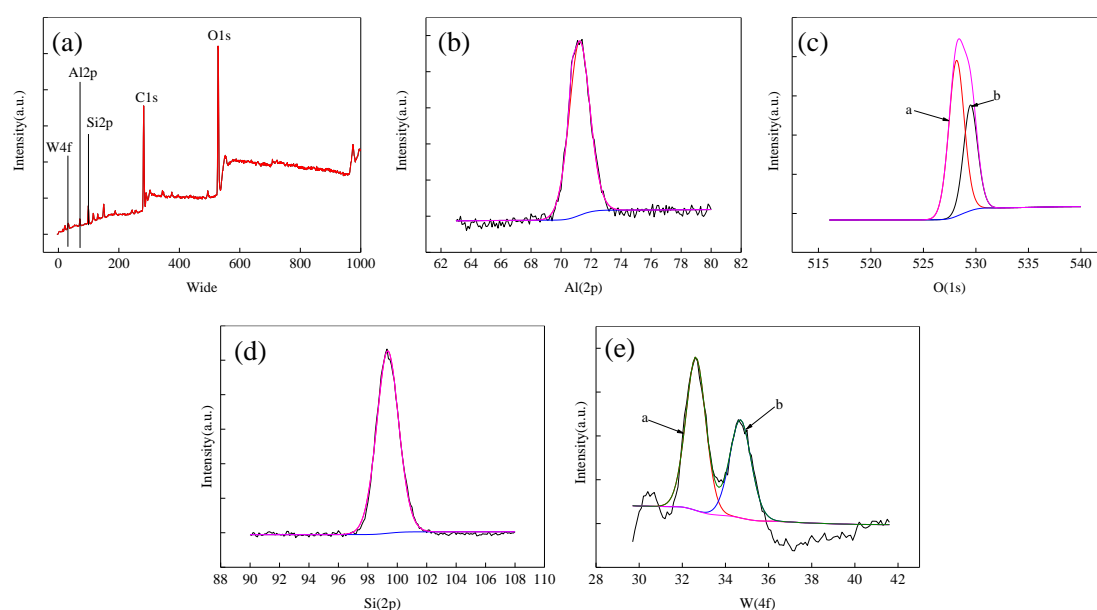 (a)
O1s
Al2p
C1s
Si2p
W4f
Intensity(a.u.)
0 200 400 600 800 1000
Wide
(b)
Intensity(a.u.)
62 64 66 68 70 72 74 76 78 80 82
Al(2p)
(c)
a
b
Intensity(a.u.)
515 520 525 530 535 540
O(1s)
(d)
Intensity(a.u.)
88 90 92 94 96 98 100 102 104 106 108 110
Si(2p)
(e)
a
b
Intensity(a.u.)
28 30 32 34 36 38 40 42
W(4f)